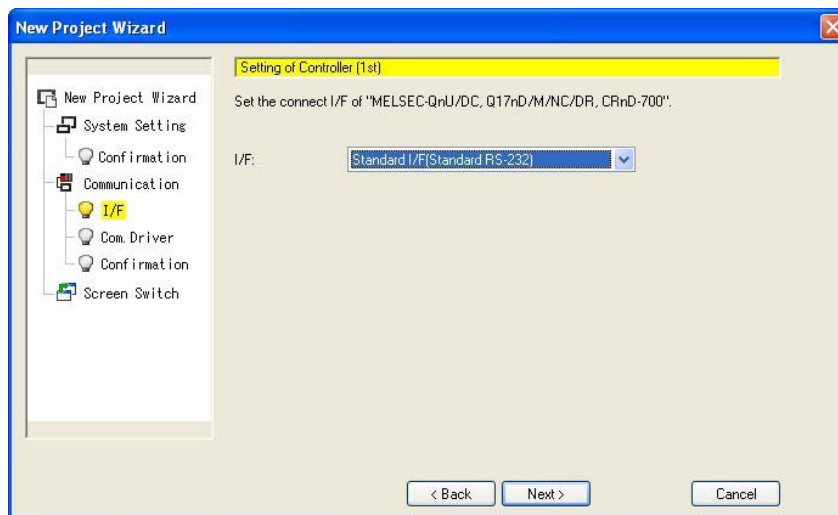 New Project Wizard
New Project Wizard
System Setting
Confirmation
Communication
I/F
Com.Driver
Confirmation
Screen Switch
Setting of Controller (1st)
Set the connect I/F of "MELSEC-QnU/DC, Q17nD/M/NC/DR, CRnD-700".
I/F:
Standard I/F(Standard RS-232)
< Back
Next >
Cancel